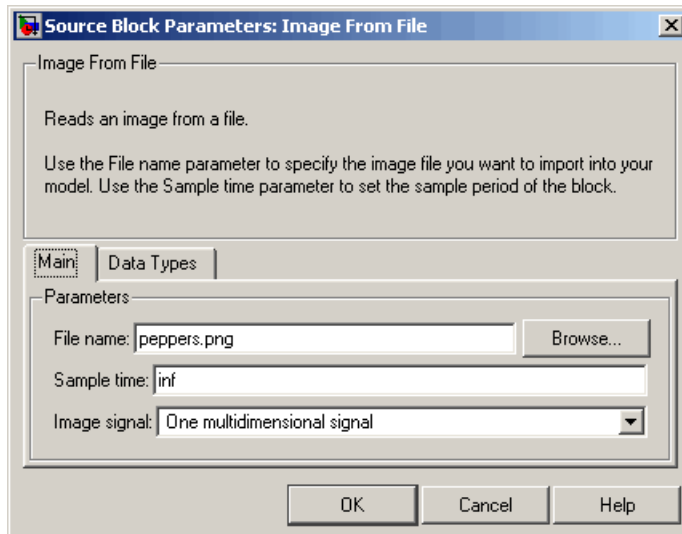 Source Block Parameters: Image From File
Image From File
Reads an image from a file.
Use the File name parameter to specify the image file you want to import into your
model. Use the Sample time parameter to set the sample period of the block.
Main Data Types
Parameters
File name: peppers.png Browse...
Sample time: inf
Image signal: One multidimensional signal
OK Cancel Help